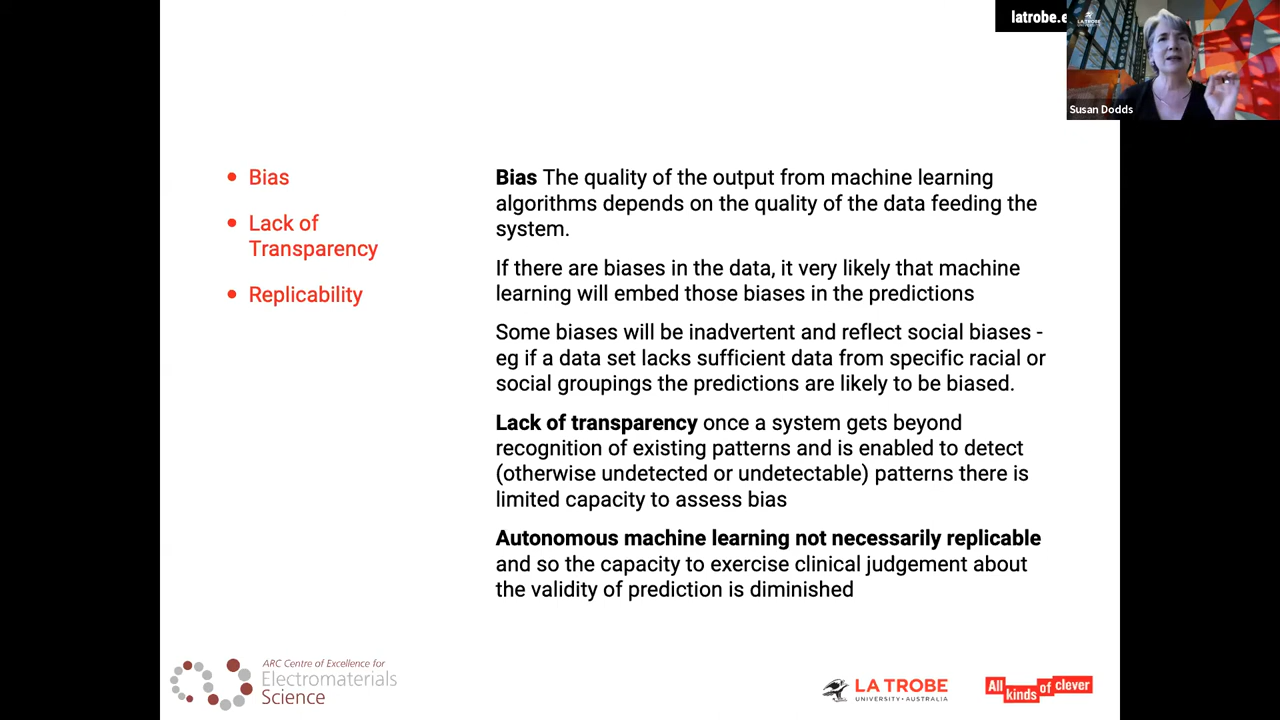 latrobe.e
LA TROBE
Susan Dodds
• Bias
• Lack of
Transparency
• Replicability
Bias The quality of the output from machine learning
algorithms depends on the quality of the data feeding the
system.
If there are biases in the data, it very likely that machine
learning will embed those biases in the predictions
Some biases will be inadvertent and reflect social biases -
eg if a data set lacks sufficient data from specific racial or
social groupings the predictions are likely to be biased.
Lack of transparency once a system gets beyond
recognition of existing patterns and is enabled to detect
(otherwise undetected or undetectable) patterns there is
limited capacity to assess bias
Autonomous machine learning not necessarily replicable
and so the capacity to exercise clinical judgement about
the validity of prediction is diminished
ARC Centre of Excellence for
Electromaterials
Science
LA TROBE
UNIVERSITY • AUSTRALIA
All kinds of clever